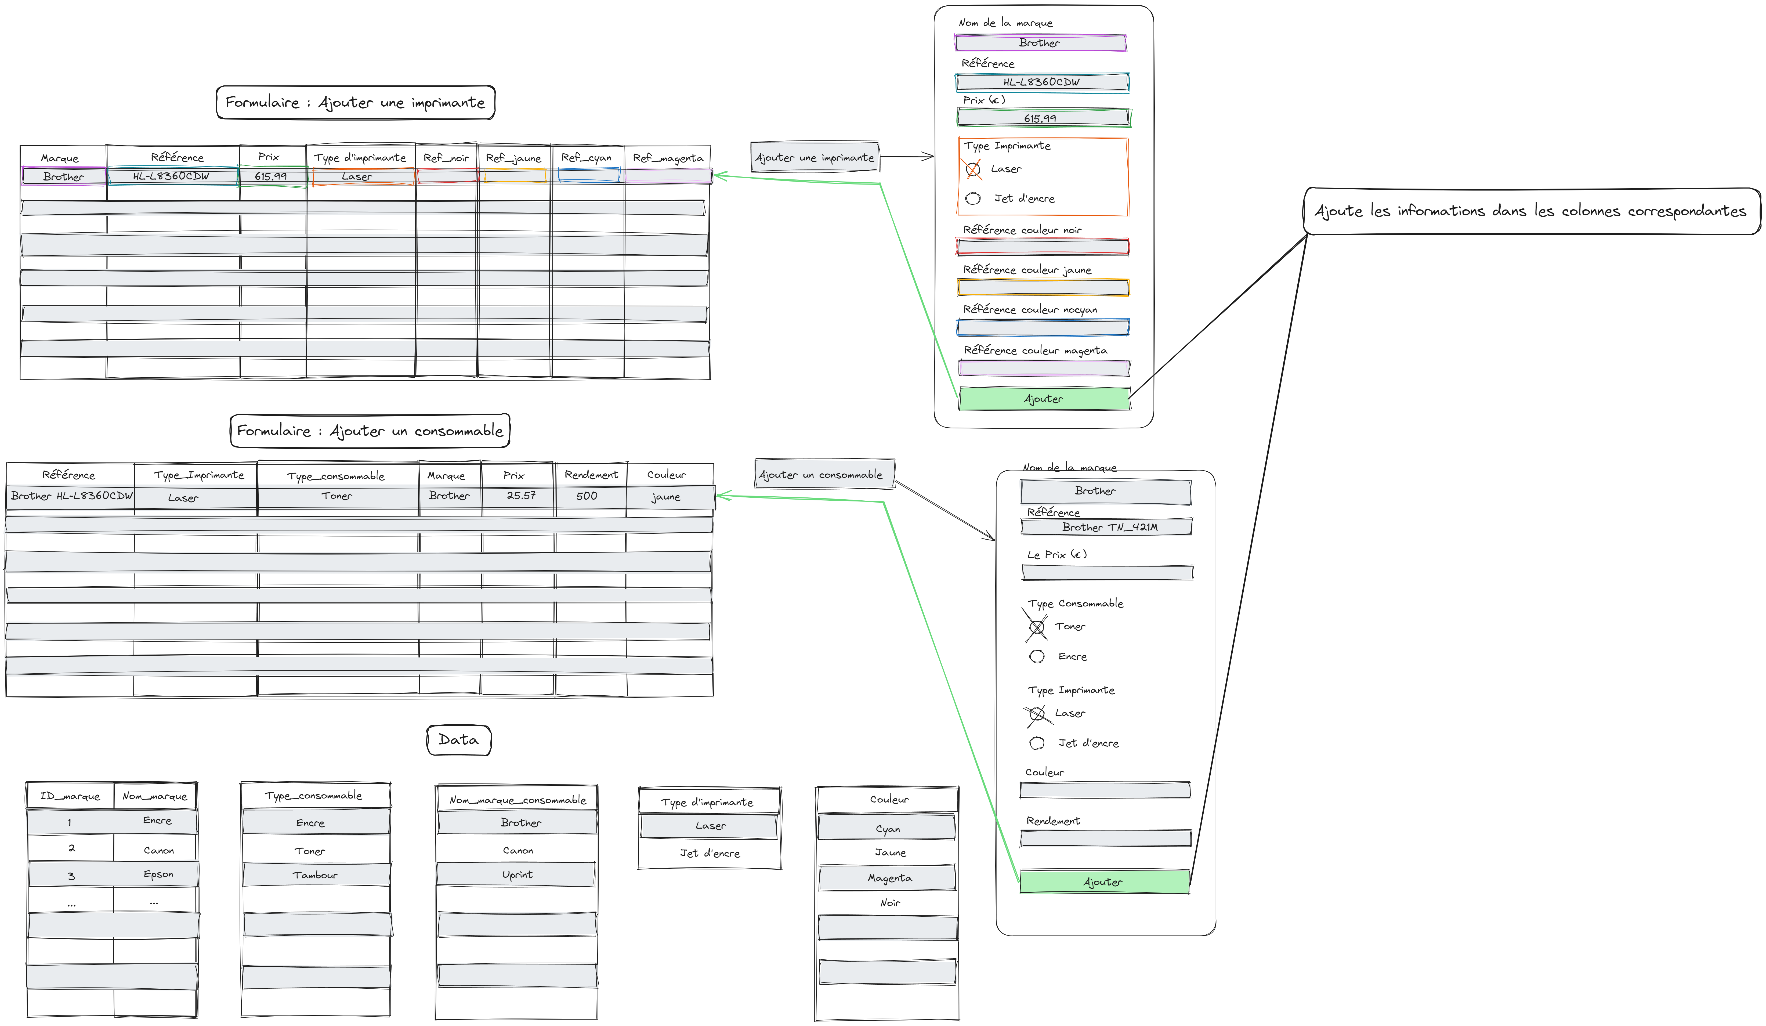 Formulaire : Ajouter une imprimante
Marque Référence Prix Type d'imprimante Ref_noir Ref_jaune Ref_cyan Ref_magenta
Brother HL-L8360CDW 615.99 Laser
Ajouter une imprimante
Nom de la marque
Brother
Référence
HL-L8360CDW
Prix (€)
615.99
Type Imprimante
Laser
Jet d'encre
Référence couleur noir
Référence couleur jaune
Référence couleur nocyan
Référence couleur magenta
Ajouter
Ajoute les informations dans les colonnes correspondantes
Formulaire : Ajouter un consommable
Référence Type_Imprimante Type_consommable Marque Prix Rendement Couleur
Brother HL-L8360CDW Laser Toner Brother 25.57 500 jaune
Ajouter un consommable
Nom de la marque
Brother
Référence
Brother TN_421M
Le Prix (€)
Type Consommable
Toner
Encre
Type Imprimante
Laser
Jet d'encre
Couleur
Rendement
Ajouter
Data
ID_marque Nom_marque
1 Encre
2 Canon
3 Epson
... ...
Type_consommable
Encre
Toner
Tambour
Nom_marque_consommable
Brother
Canon
Uprint
Type d'imprimante
Laser
Jet d'encre
Couleur
Cyan
Jaune
Magenta
Noir